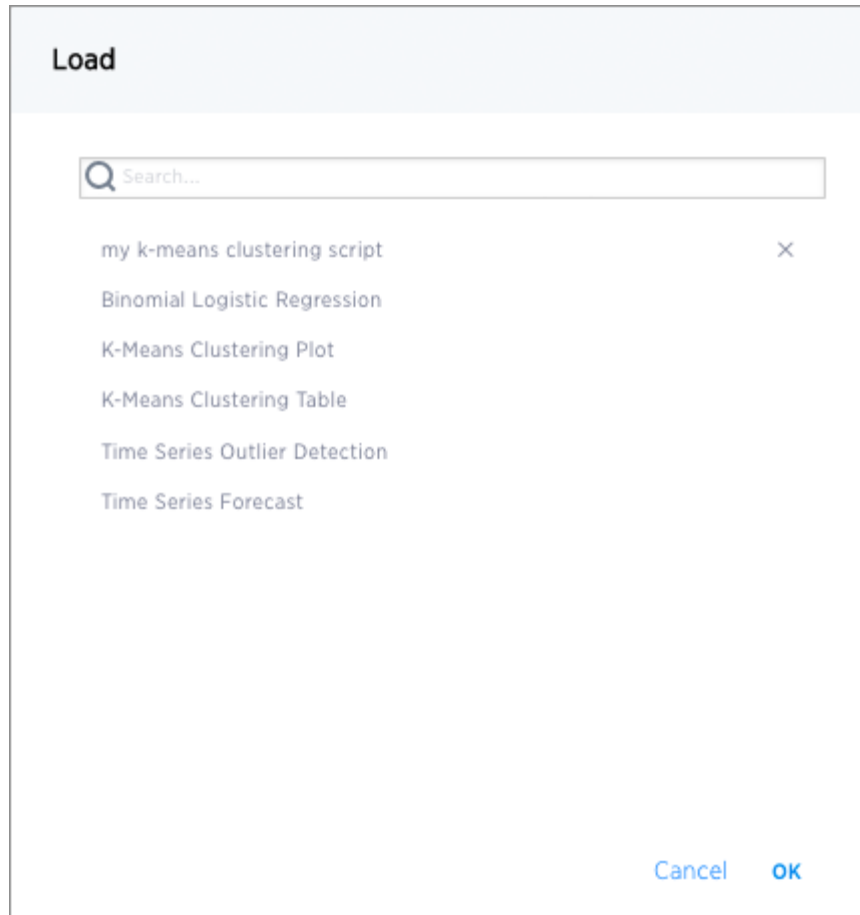 Load
Search...
my k-means clustering script
Binomial Logistic Regression
K-Means Clustering Plot
K-Means Clustering Table
Time Series Outlier Detection
Time Series Forecast
Cancel OK